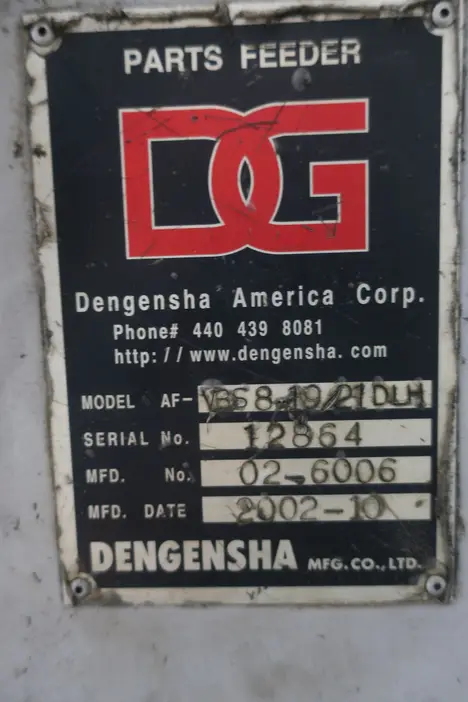 PARTS FEEDER
DG
Dengensha America Corp.
Phone# 440 439 8081
http://www.dengensha.com
MODEL AF-VBS8-19/21DLH
SERIAL No. 12864
MFD. No. 02-6006
MFD. DATE 2002-10
DENGENSHA MFG.CO.,LTD.